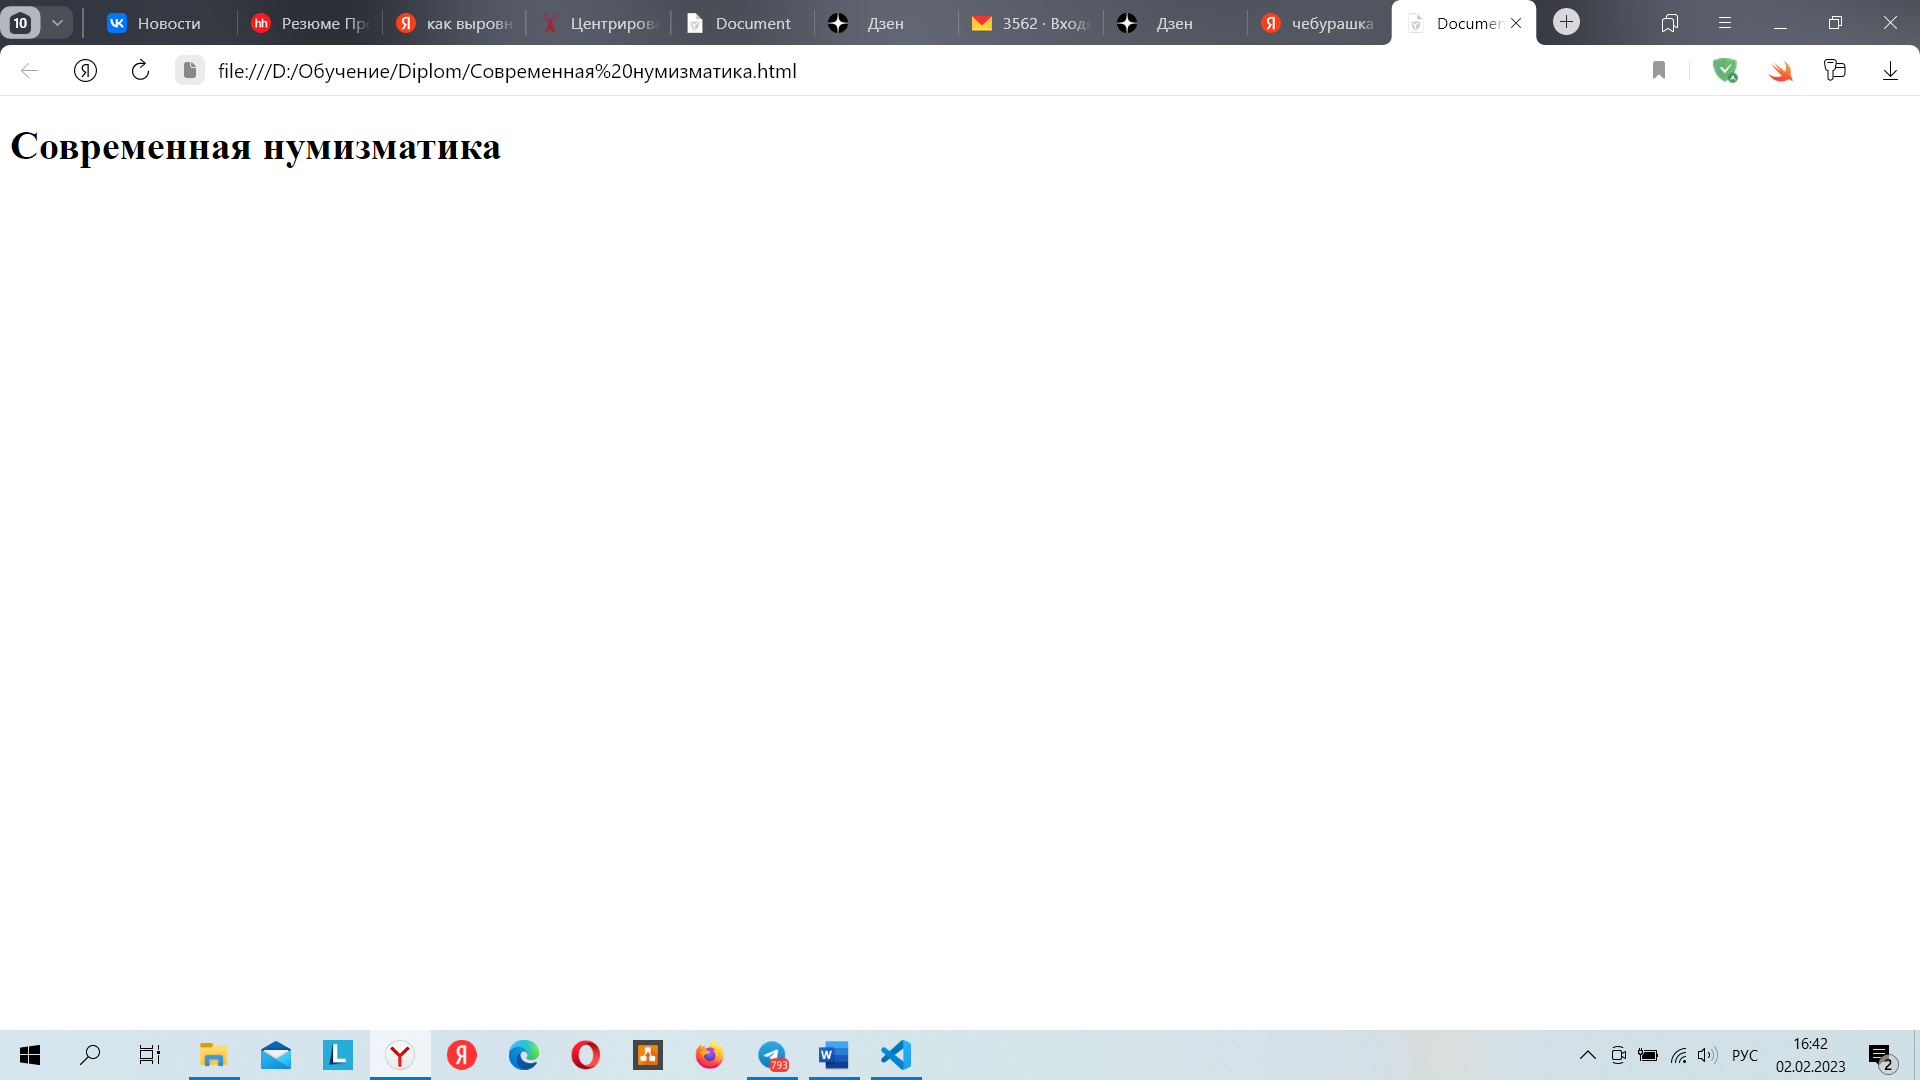 10 Новости Резюме Пр как выровн Центриров Document Дзен 3562 · Вход Дзен чебурашка Documen
file:///D:/Обучение/Diplom/Современная%20нумизматика.html
Современная нумизматика
793 РУС 16:42
02.02.2023 2